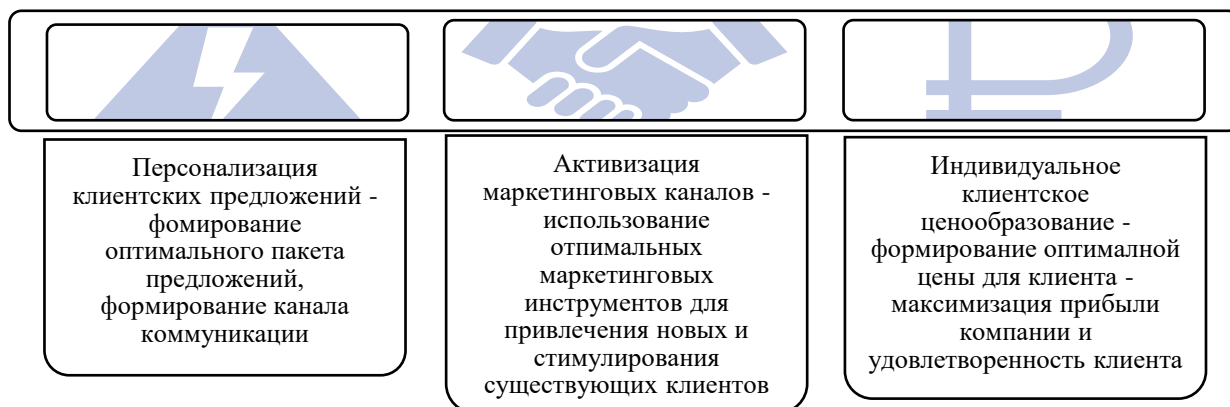 Персонализация
клиентских предложений -
фомирование
оптимального пакета
предложений,
формирование канала
коммуникации
Активизация
маркетинговых каналов -
использование
отпимальных
маркетинговых
инструментов для
привлечения новых и
стимулирования
существующих клиентов
Индивидуальное
клиентское
ценообразование -
формирование оптималной
цены для клиента -
максимизация прибыли
компании и
удовлетворенность клиента